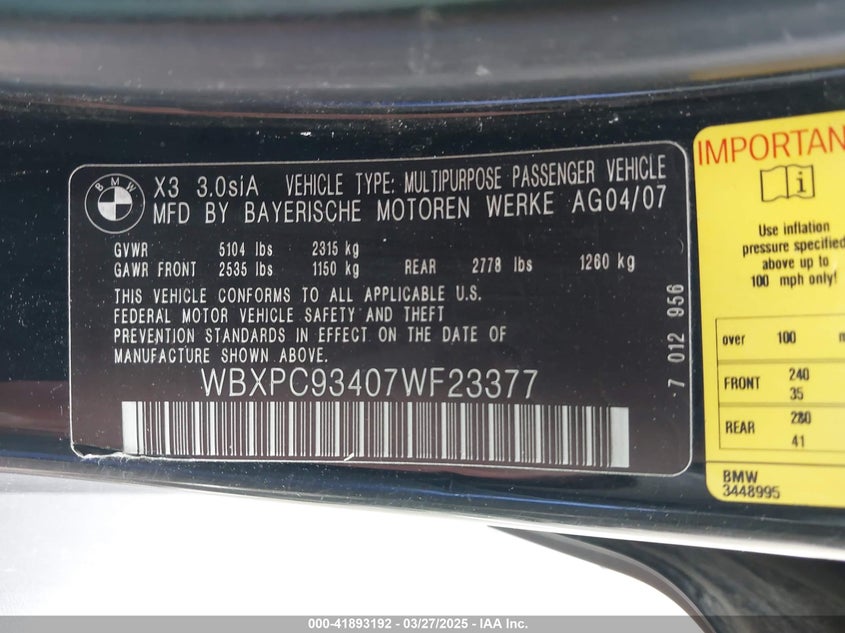 BMW
X3 3.0siA VEHICLE TYPE: MULTIPURPOSE PASSENGER VEHICLE
MFD BY BAYERISCHE MOTOREN WERKE AG04/07
GVWR 5104 lbs 2315 kg
GAWR FRONT 2535 lbs 1150 kg REAR 2778 lbs 1260 kg
THIS VEHICLE CONFORMS TO ALL APPLICABLE U.S.
FEDERAL MOTOR VEHICLE SAFETY AND THEFT
PREVENTION STANDARDS IN EFFECT ON THE DATE OF
MANUFACTURE SHOWN ABOVE
WBXPC93407WF23377
7 012 956
IMPORTAN
Use inflation
pressure specified
above up to
100 mph only!
over 100 m
FRONT 240
35
REAR 280
41
BMW
3448995
000-41893192 - 03/27/2025 - IAA Inc.